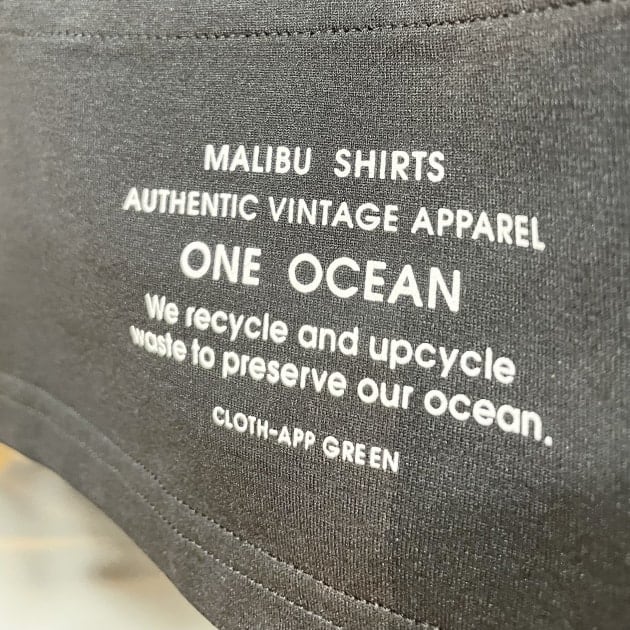 MALIBU SHIRTS
AUTHENTIC VINTAGE APPAREL
ONE OCEAN
We recycle and upcycle
waste to preserve our ocean.
CLOTH-APP GREEN